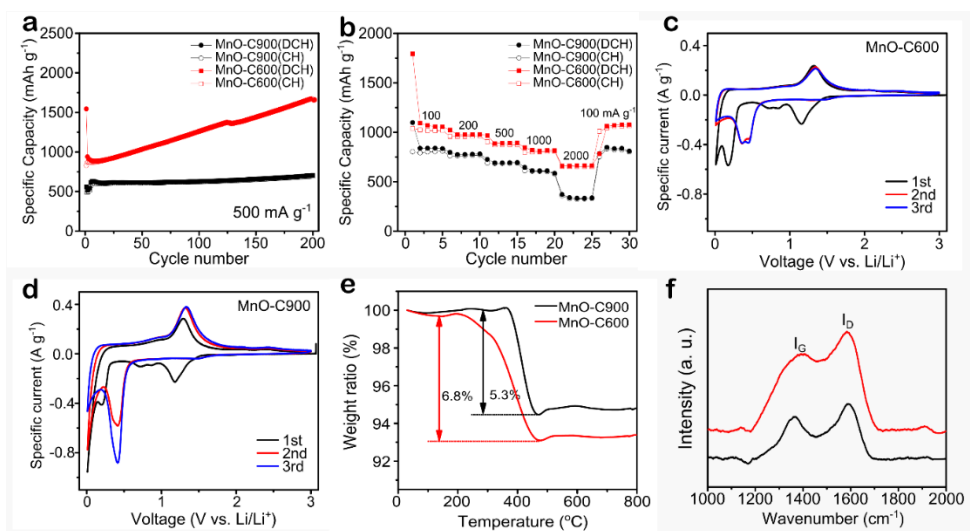 a
Specific Capacity (mAh g⁻¹)
2500
2000
1500
1000
500
0
MnO-C900(DCH)
MnO-C900(CH)
MnO-C600(DCH)
MnO-C600(CH)
500 mA g⁻¹
0 50 100 150 200
Cycle number
b
Specific Capacity (mAh g⁻¹)
2000
1500
1000
500
0
MnO-C900(DCH)
MnO-C900(CH)
MnO-C600(DCH)
MnO-C600(CH)
100 200 500 1000 2000 100 mA g⁻¹
0 5 10 15 20 25 30
Cycle number
c
Specific current (A g⁻¹)
0.4
0.0
-0.4
-0.8
MnO-C600
1st
2nd
3rd
0 1 2 3
Voltage (V vs. Li/Li⁺)
d
Specific current (A g⁻¹)
0.4
0.0
-0.4
-0.8
MnO-C900
1st
2nd
3rd
0 1 2 3
Voltage (V vs. Li/Li⁺)
e
Weight ratio (%)
100
98
96
94
92
MnO-C900
MnO-C600
6.8%
5.3%
0 200 400 600 800
Temperature (ºC)
f
Intensity (a. u.)
I_G
I_D
1000 1200 1400 1600 1800 2000
Wavenumber (cm⁻¹)